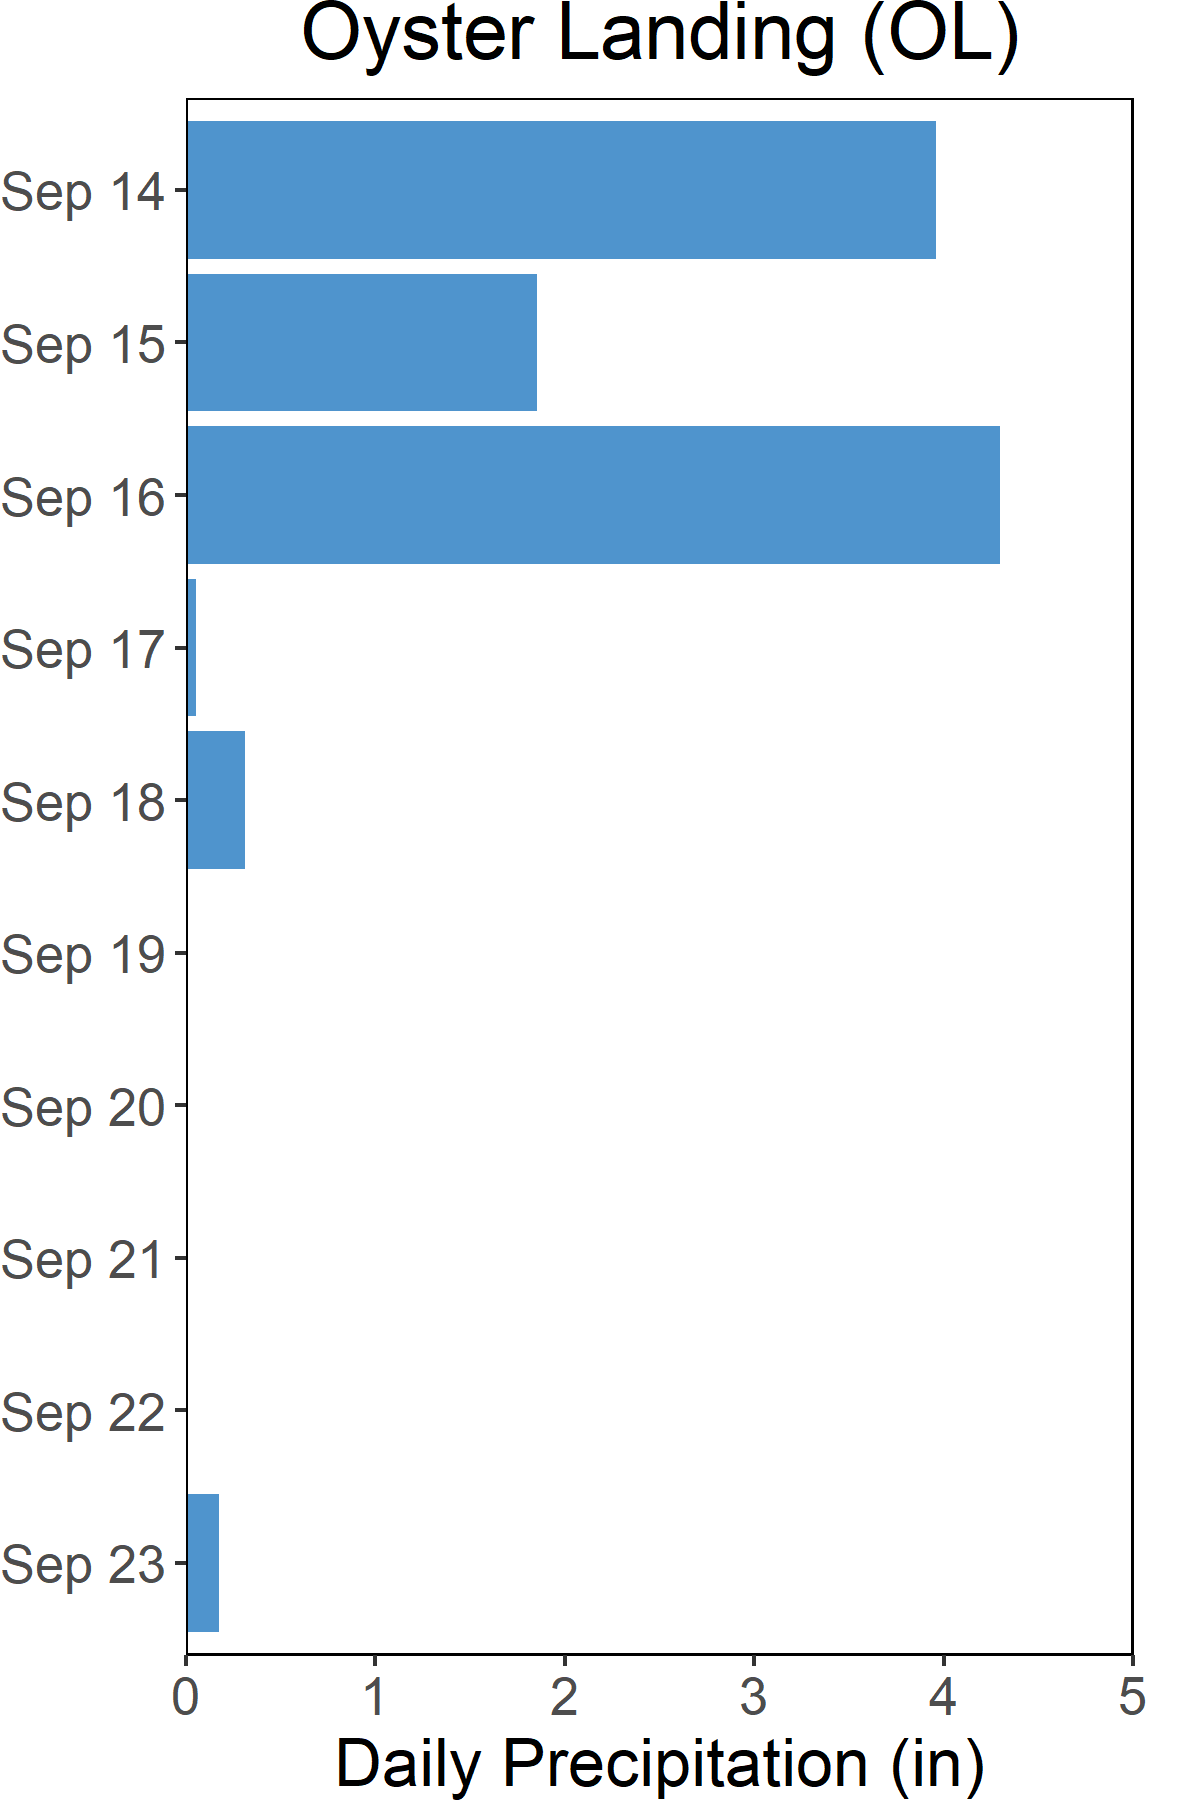 Oyster Landing (OL)
Sep 14
Sep 15
Sep 16
Sep 17
Sep 18
Sep 19
Sep 20
Sep 21
Sep 22
Sep 23
0 1 2 3 4 5
Daily Precipitation (in)